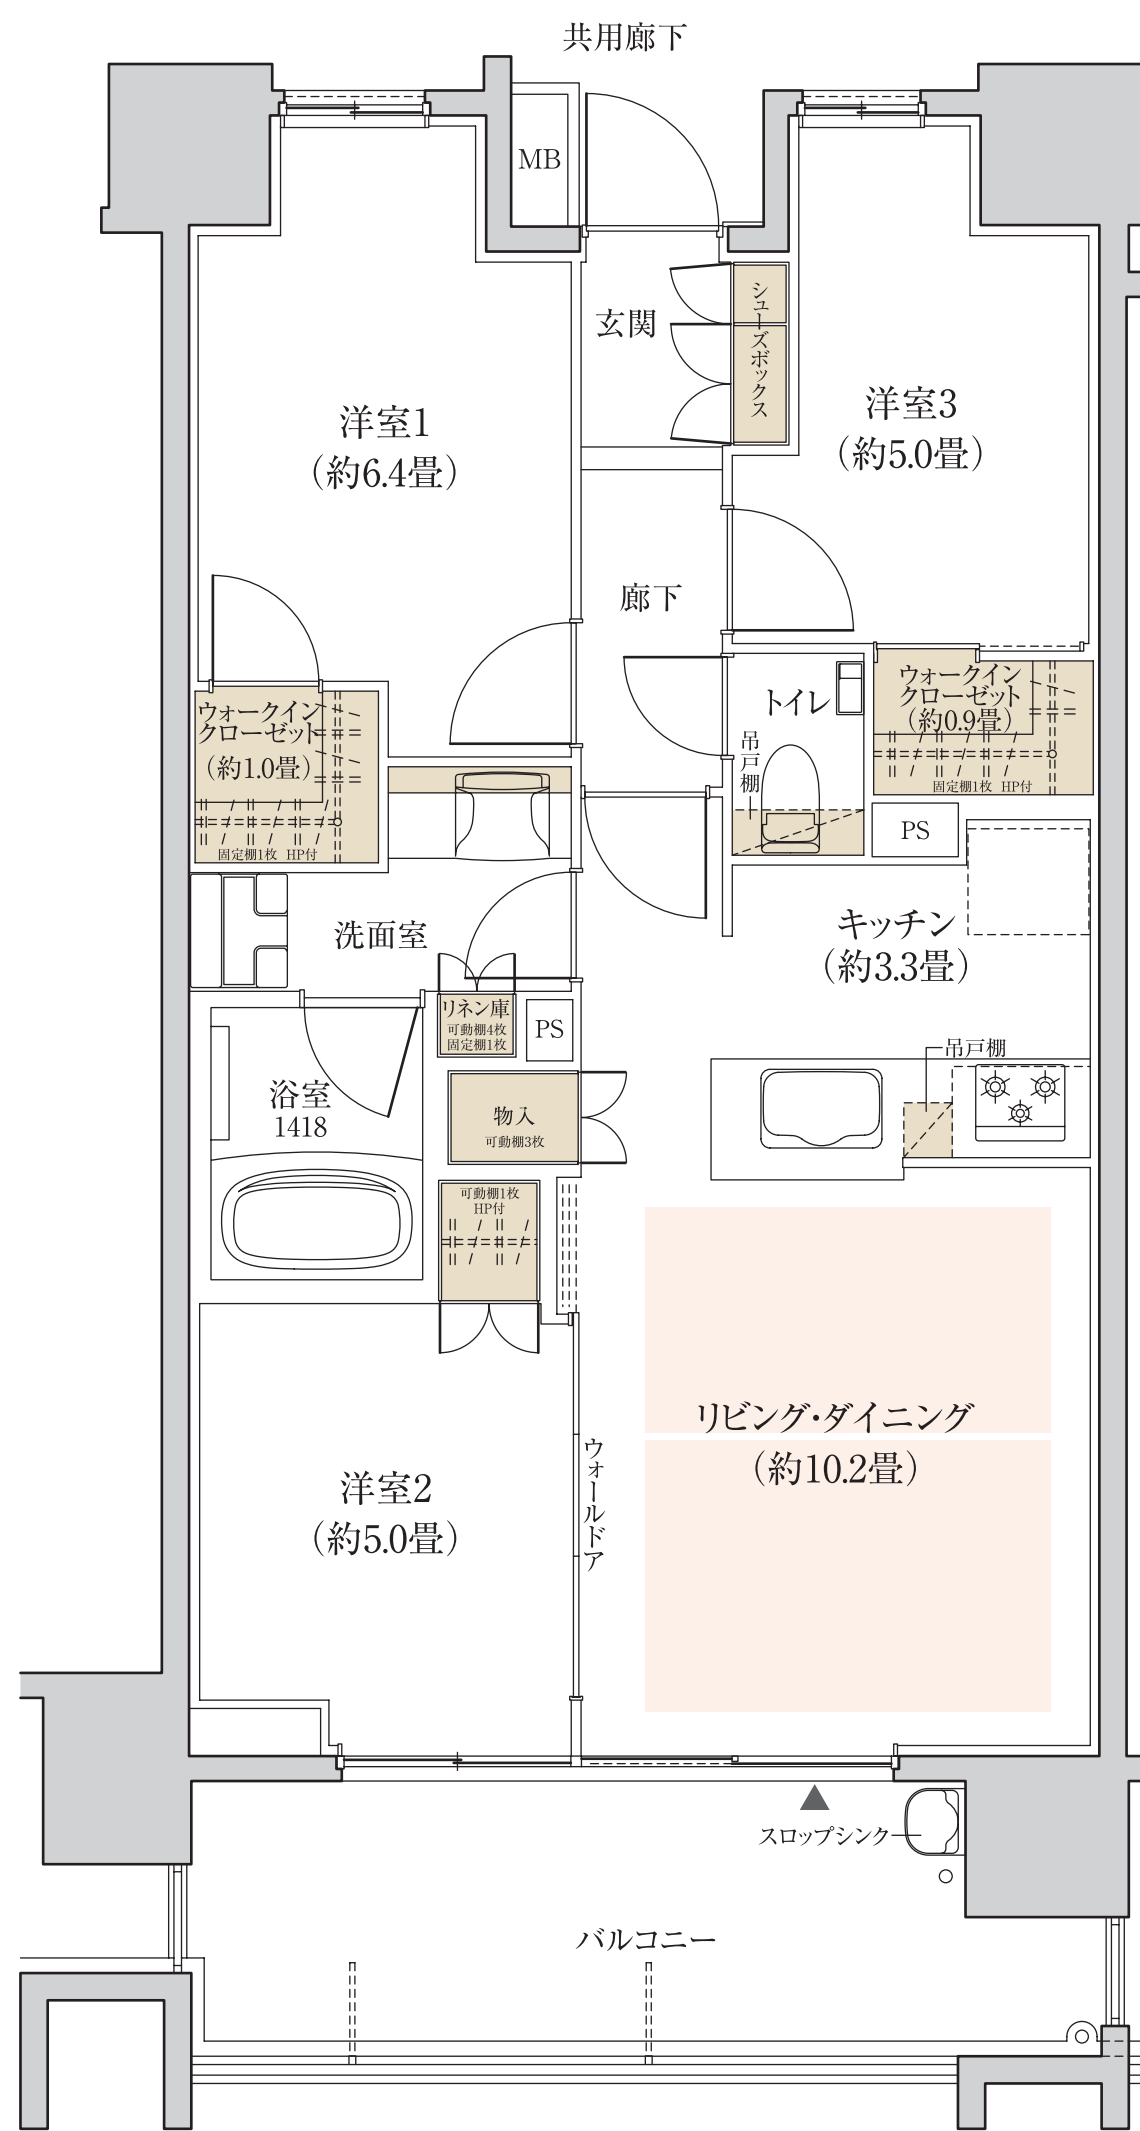 共用廊下
MB
玄関
シューズボックス
洋室1
(約6.4畳)
洋室3
(約5.0畳)
廊下
トイレ
吊戸棚
ウォークイン
クローゼット
(約0.9畳)
固定棚1枚 HP付
ウォークイン
クローゼット
(約1.0畳)
固定棚1枚 HP付
PS
洗面室
キッチン
(約3.3畳)
リネン庫
可動棚4枚
固定棚1枚
PS
吊戸棚
浴室
1418
物入
可動棚3枚
可動棚1枚
HP付
リビング・ダイニング
(約10.2畳)
ウォールドア
洋室2
(約5.0畳)
スロップシンク
バルコニー